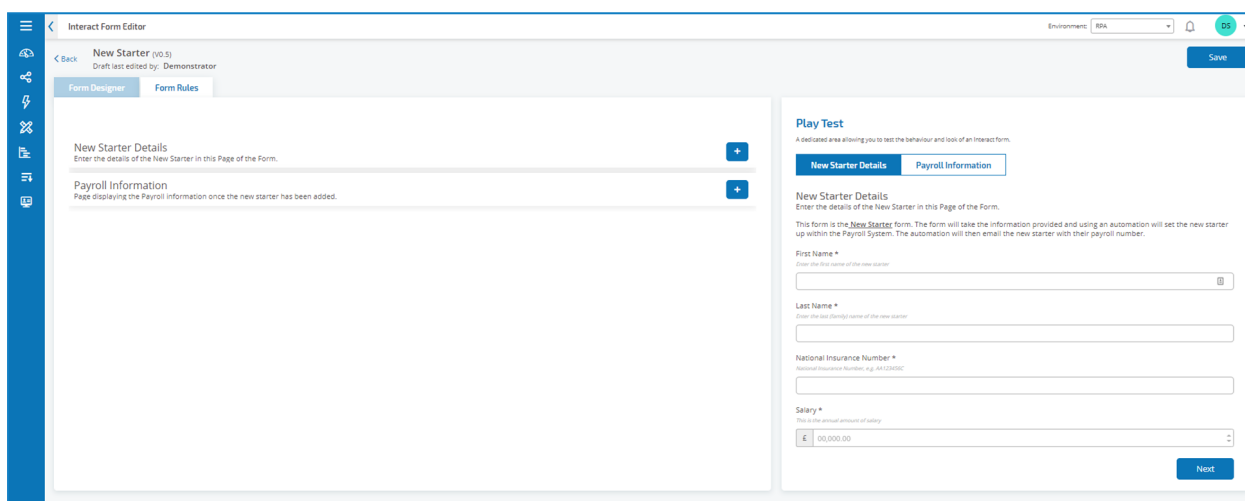 Interact Form Editor
Environment: RPA
DS
Back
New Starter (V0.5)
Draft last edited by: Demonstrator
Save
Form Designer
Form Rules
New Starter Details
Enter the details of the New Starter in this Page of the Form.
+
Payroll Information
Page displaying the Payroll information once the new starter has been added.
+
Play Test
A dedicated area allowing you to test the behaviour and look of an Interact form.
New Starter Details
Payroll Information
New Starter Details
Enter the details of the New Starter in this Page of the Form.
This form is the New Starter form. The form will take the information provided and using an automation will set the new starter
up within the Payroll System. The automation will then email the new starter with their payroll number.
First Name *
Enter the first name of the new starter
Last Name *
Enter the last (family) name of the new starter
National Insurance Number *
National Insurance Number, e.g. AA123456C
Salary *
This is the annual amount of salary
£ 00,000.00
Next